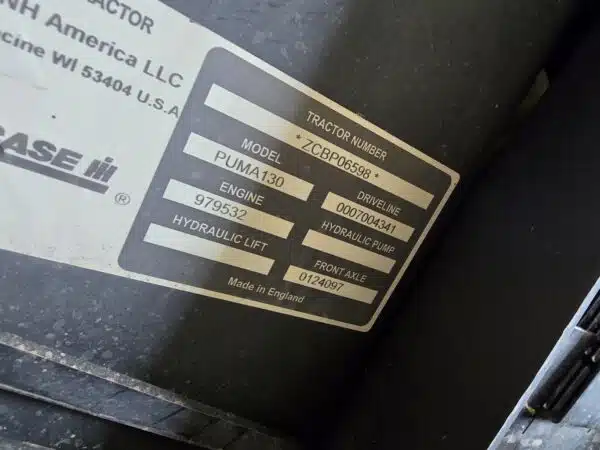 ACTOR
NH America LLC
cine WI 53404 U.S.A
CASE IH
®
TRACTOR NUMBER
*ZCBP06598*
MODEL
PUMA130
DRIVELINE
0007004341
ENGINE
979532
HYDRAULIC PUMP
HYDRAULIC LIFT
FRONT AXLE
0124097
Made in England